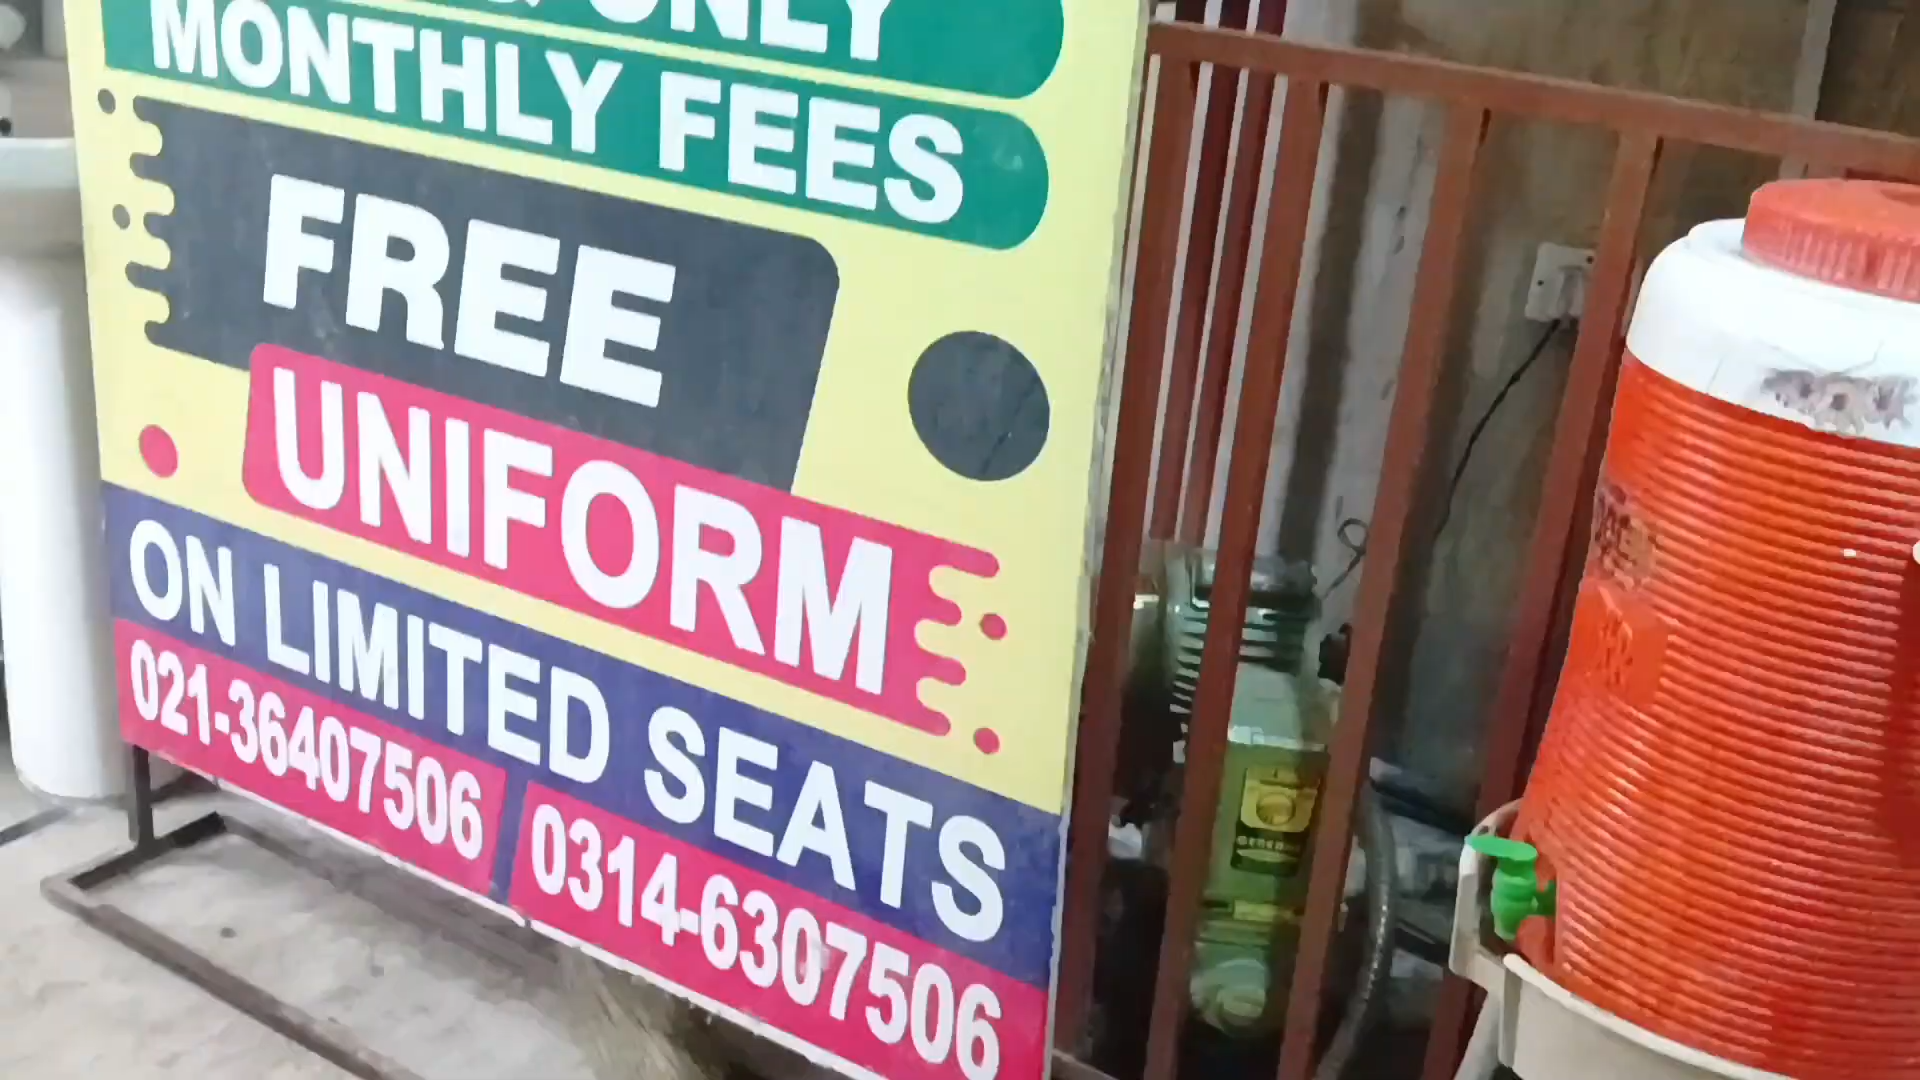 ONLY
MONTHLY FEES
FREE
UNIFORM
ON LIMITED SEATS
021-36407506
0314-6307506